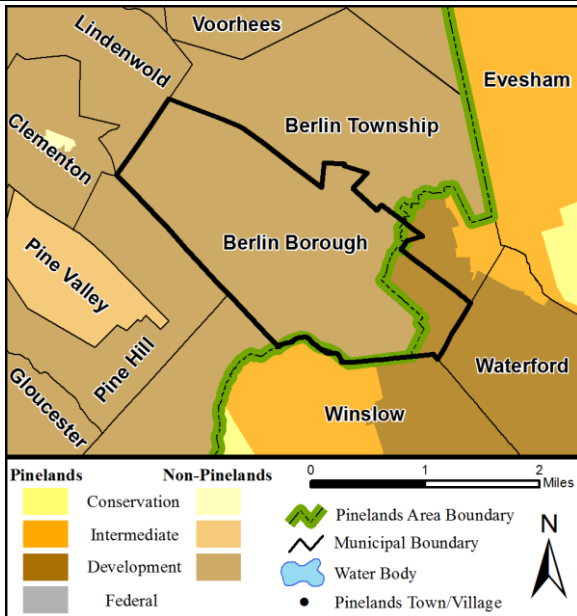 Voorhees
Lindenwold
Evesham
Berlin Township
Clementon
Berlin Borough
Pine Valley
Pine Hill
Waterford
Gloucester
Winslow
Pinelands Non-Pinelands
Conservation
Intermediate
Development
Federal
0 1 2
Miles
Pinelands Area Boundary
Municipal Boundary
Water Body
Pinelands Town/Village
N